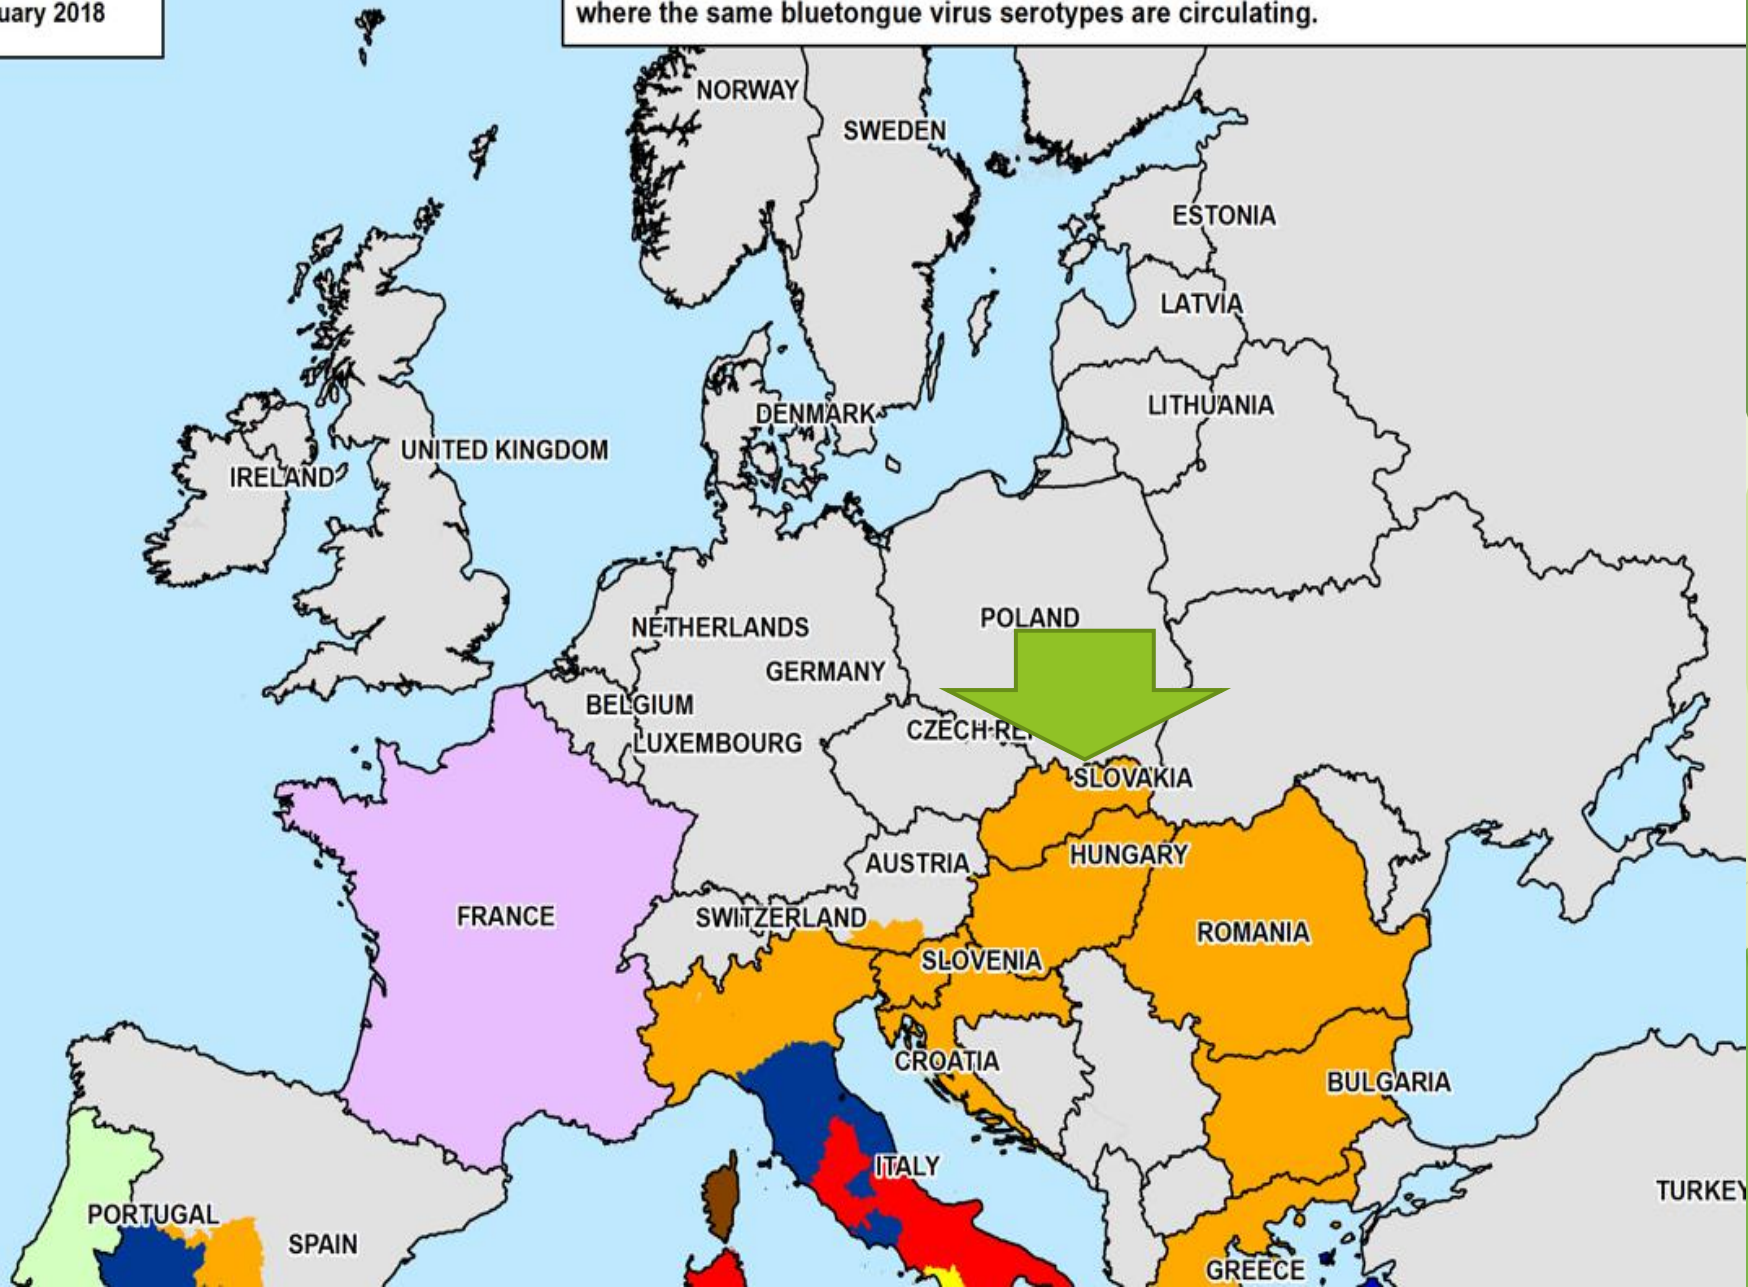 uary 2018
where the same bluetongue virus serotypes are circulating.
NORWAY
SWEDEN
ESTONIA
LATVIA
LITHUANIA
DENMARK
UNITED KINGDOM
IRELAND
POLAND
NETHERLANDS
GERMANY
BELGIUM
CZECH RE
LUXEMBOURG
SLOVAKIA
HUNGARY
AUSTRIA
FRANCE
SWITZERLAND
ROMANIA
SLOVENIA
CROATIA
BULGARIA
ITALY
TURKEY
PORTUGAL
SPAIN
GREECE